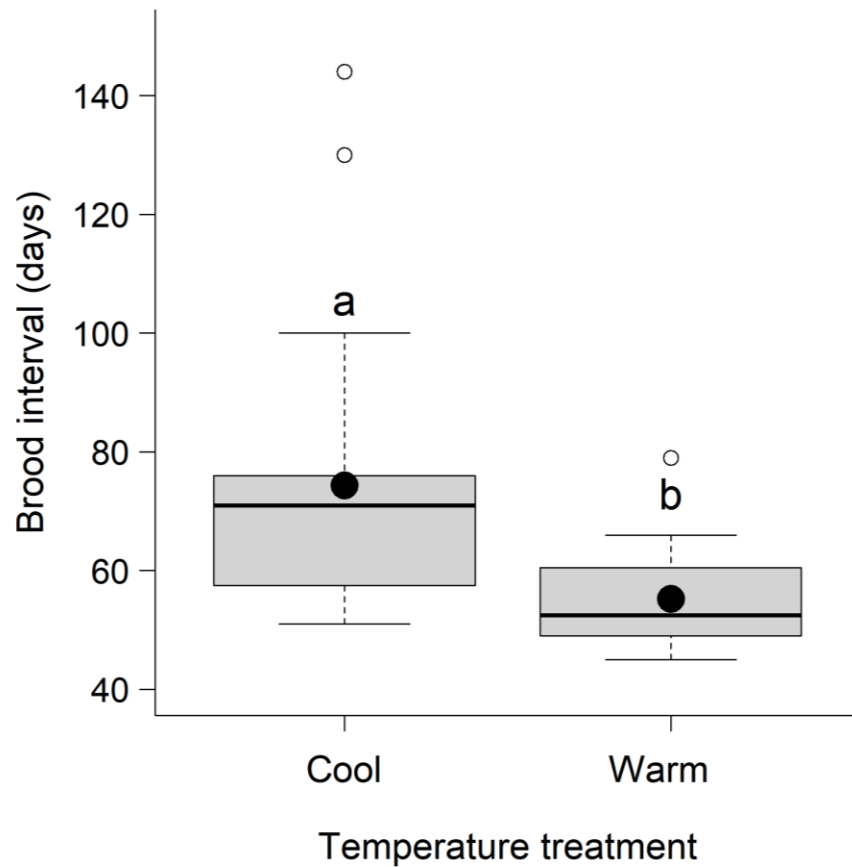 Brood interval (days)
140
120
100
80
60
40
a
b
Cool
Warm
Temperature treatment